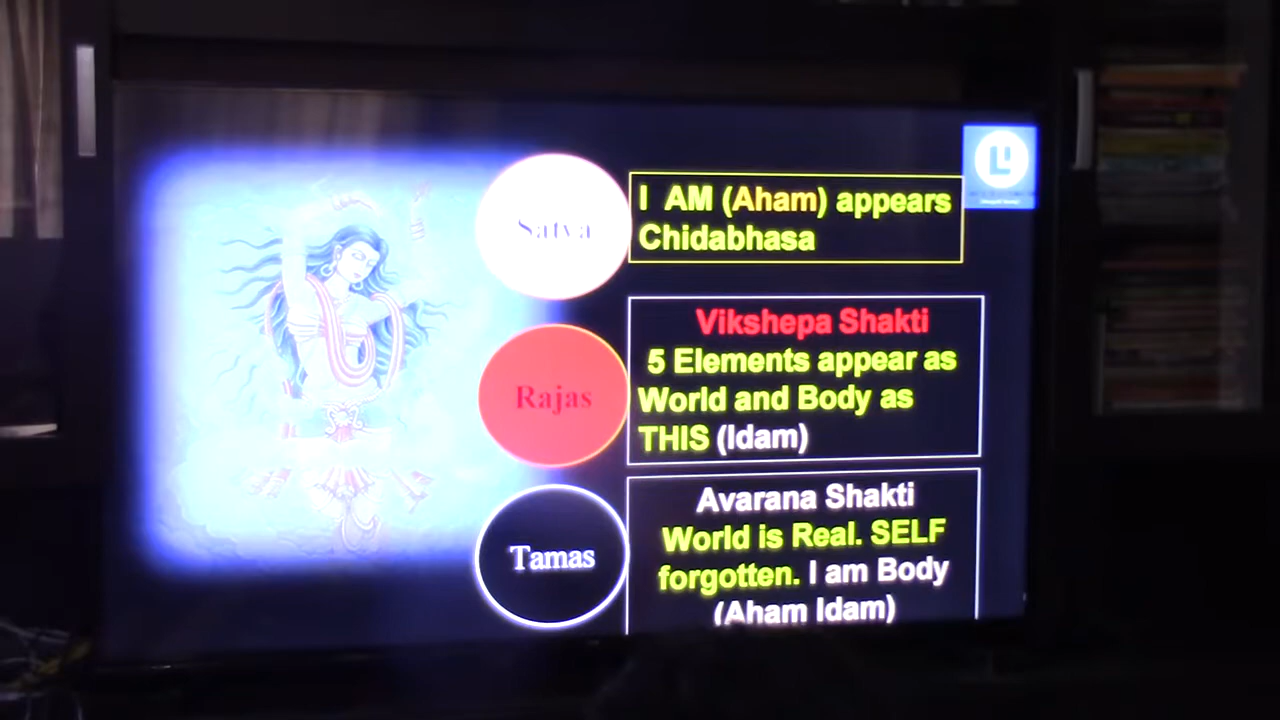 Satva
I AM (Aham) appears
Chidabhasa
Rajas
Vikshepa Shakti
5 Elements appear as
World and Body as
THIS (Idam)
Tamas
Avarana Shakti
World is Real. SELF
forgotten. I am Body
(Aham Idam)